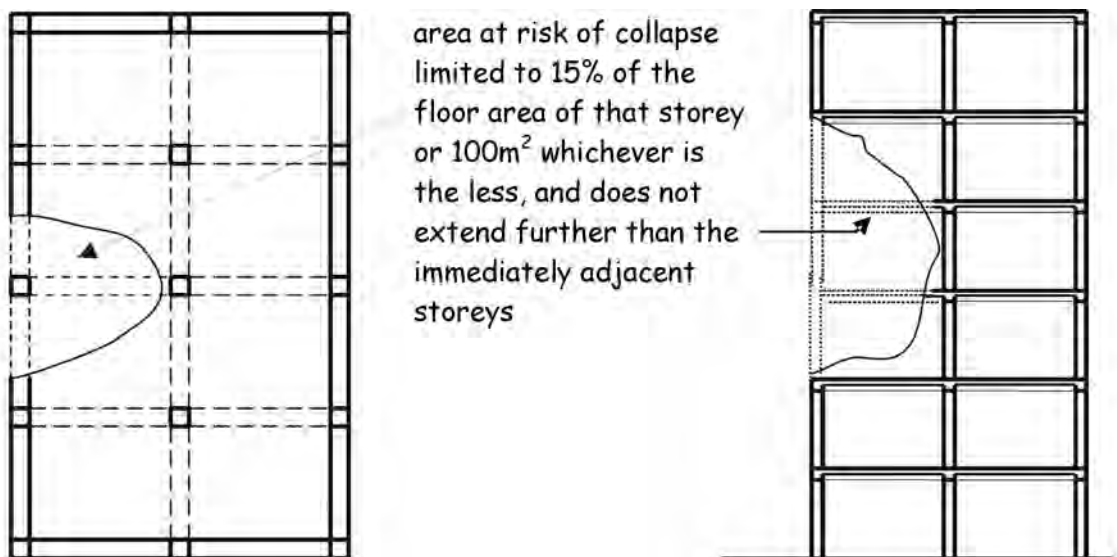 area at risk of collapse
limited to 15% of the
floor area of that storey
or 100m² whichever is
the less, and does not
extend further than the
immediately adjacent
storeys